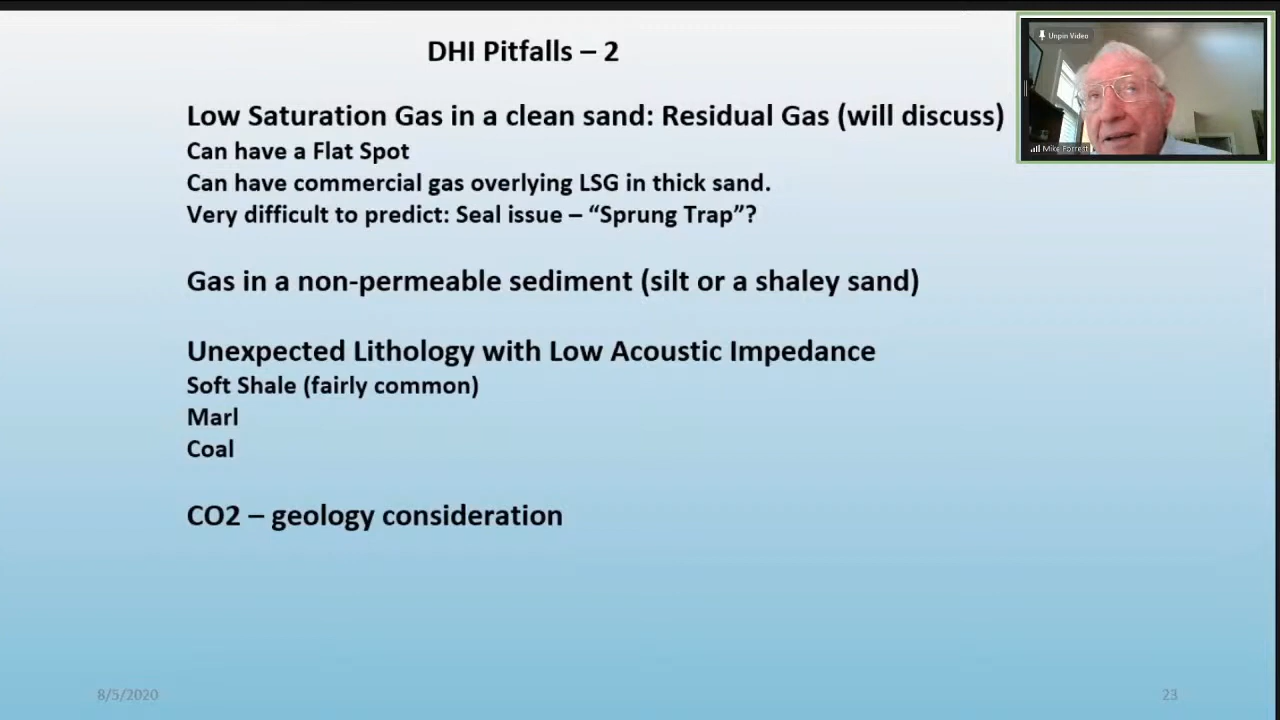 DHI Pitfalls – 2
Unpin Video
Mike Forrest
Low Saturation Gas in a clean sand: Residual Gas (will discuss)
Can have a Flat Spot
Can have commercial gas overlying LSG in thick sand.
Very difficult to predict: Seal issue – “Sprung Trap”?
Gas in a non-permeable sediment (silt or a shaley sand)
Unexpected Lithology with Low Acoustic Impedance
Soft Shale (fairly common)
Marl
Coal
CO2 – geology consideration
8/5/2020
23